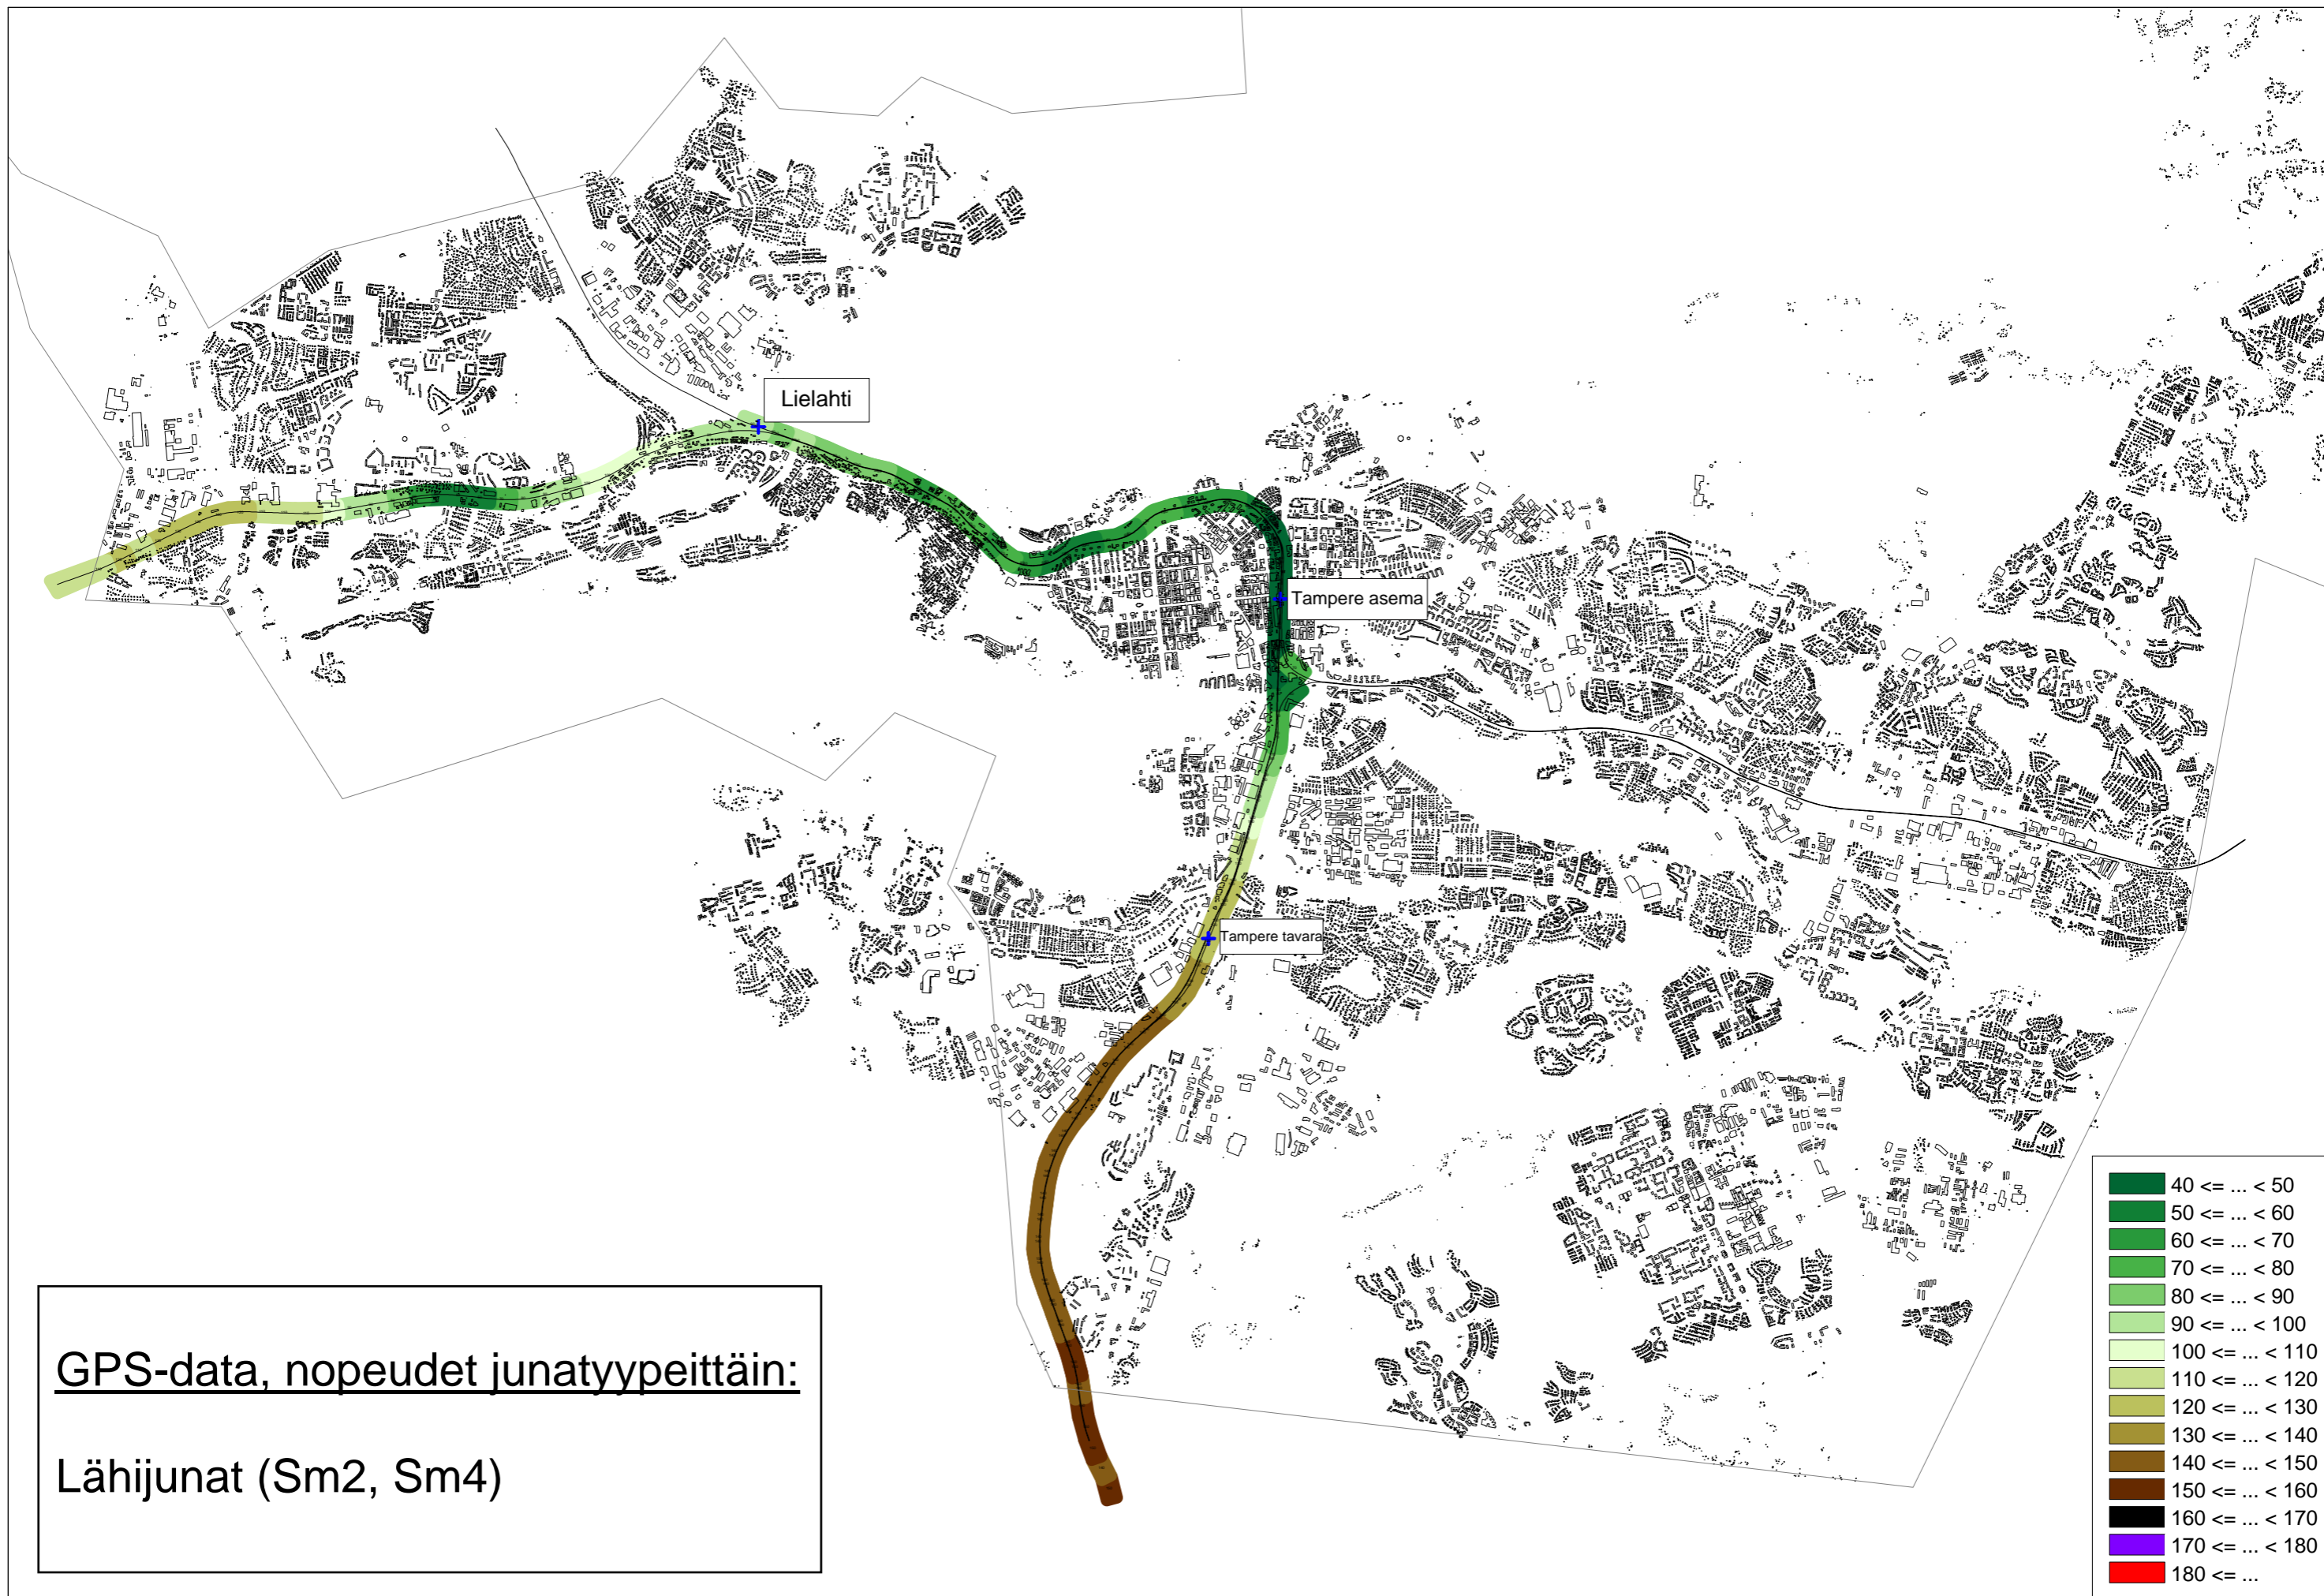 Lielahti
Tampere asema
Tampere tavara
GPS-data, nopeudet junatyypeittäin:
Lähijunat (Sm2, Sm4)
40 <= ... < 50
50 <= ... < 60
60 <= ... < 70
70 <= ... < 80
80 <= ... < 90
90 <= ... < 100
100 <= ... < 110
110 <= ... < 120
120 <= ... < 130
130 <= ... < 140
140 <= ... < 150
150 <= ... < 160
160 <= ... < 170
170 <= ... < 180
180 <= ...